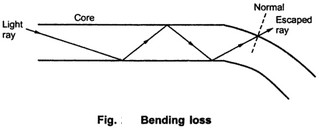 Normal
Core
Escaped
ray
Light
ray
Fig. : Bending loss